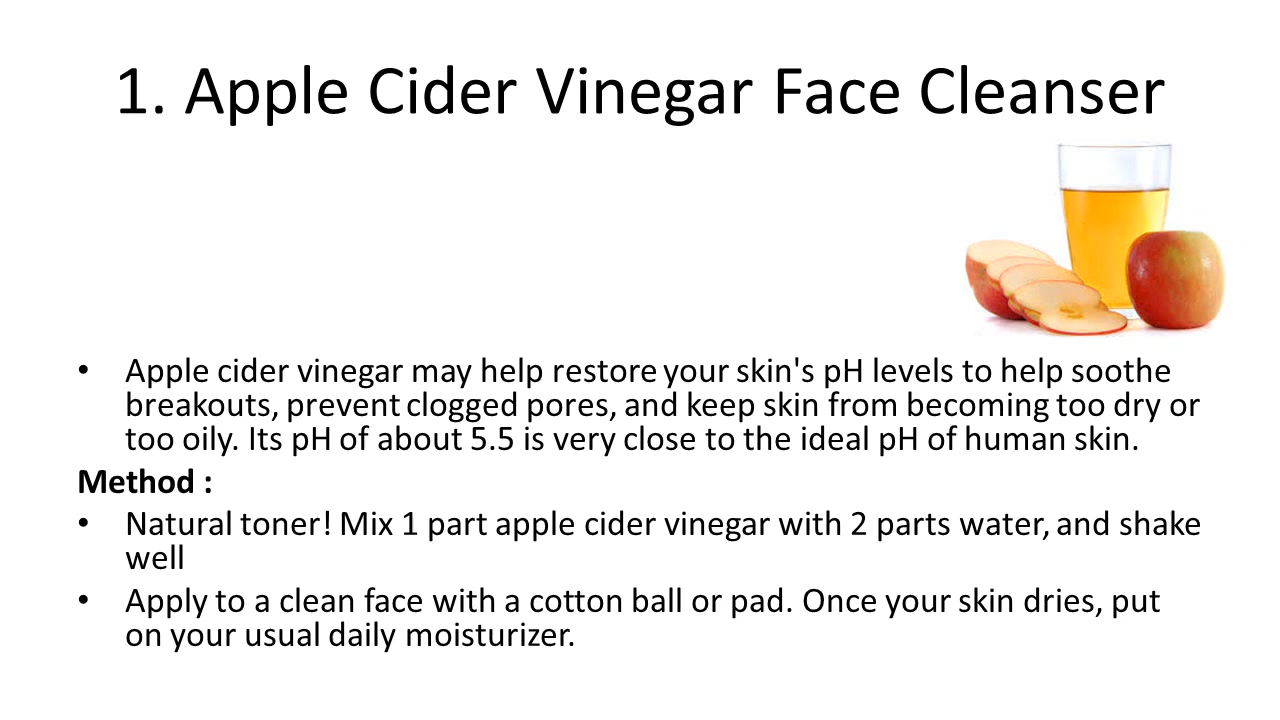 1. Apple Cider Vinegar Face Cleanser
• Apple cider vinegar may help restore your skin's pH levels to help soothe
breakouts, prevent clogged pores, and keep skin from becoming too dry or
too oily. Its pH of about 5.5 is very close to the ideal pH of human skin.
Method :
• Natural toner! Mix 1 part apple cider vinegar with 2 parts water, and shake
well
• Apply to a clean face with a cotton ball or pad. Once your skin dries, put
on your usual daily moisturizer.